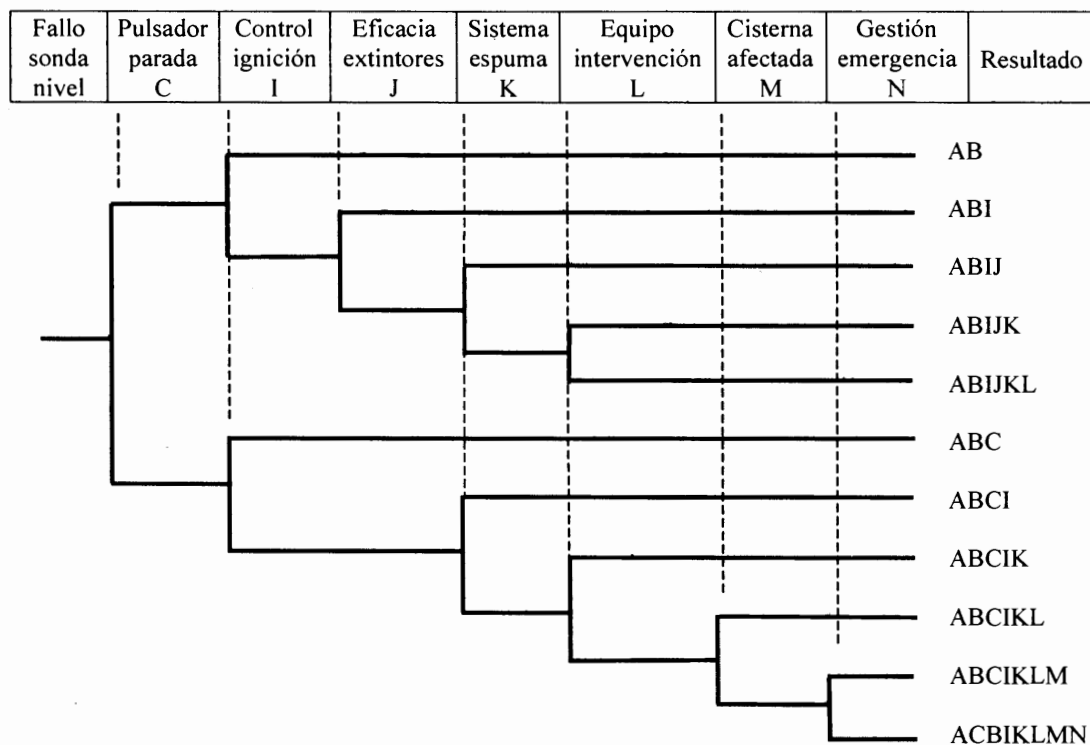 Fallo
sonda
nivel
Pulsador
parada
C
Control
ignición
I
Eficacia
extintores
J
Sistema
espuma
K
Equipo
intervención
L
Cisterna
afectada
M
Gestión
emergencia
N
Resultado
AB
ABI
ABIJ
ABIJK
ABIJKL
ABC
ABCI
ABCIK
ABCIKL
ABCIKLM
ACBIKLMN